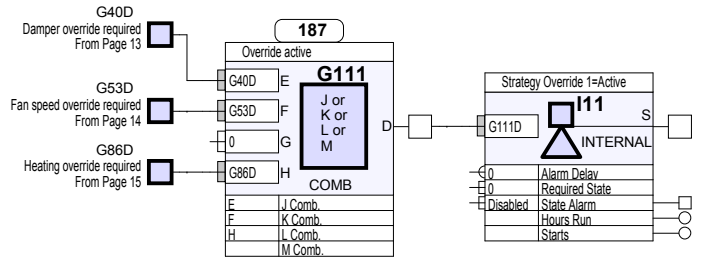 G40D
Damper override required
From Page 13
G53D
Fan speed override required
From Page 14
G86D
Heating override required
From Page 15
187
Override active
G111
G40D E
G53D F
0 G
G86D H
J or
K or
L or
M
D
COMB
E J Comb.
F K Comb.
H L Comb.
M Comb.
Strategy Override 1=Active
I11
G111D
S
INTERNAL
0 Alarm Delay
0 Required State
Disabled State Alarm
Hours Run
Starts